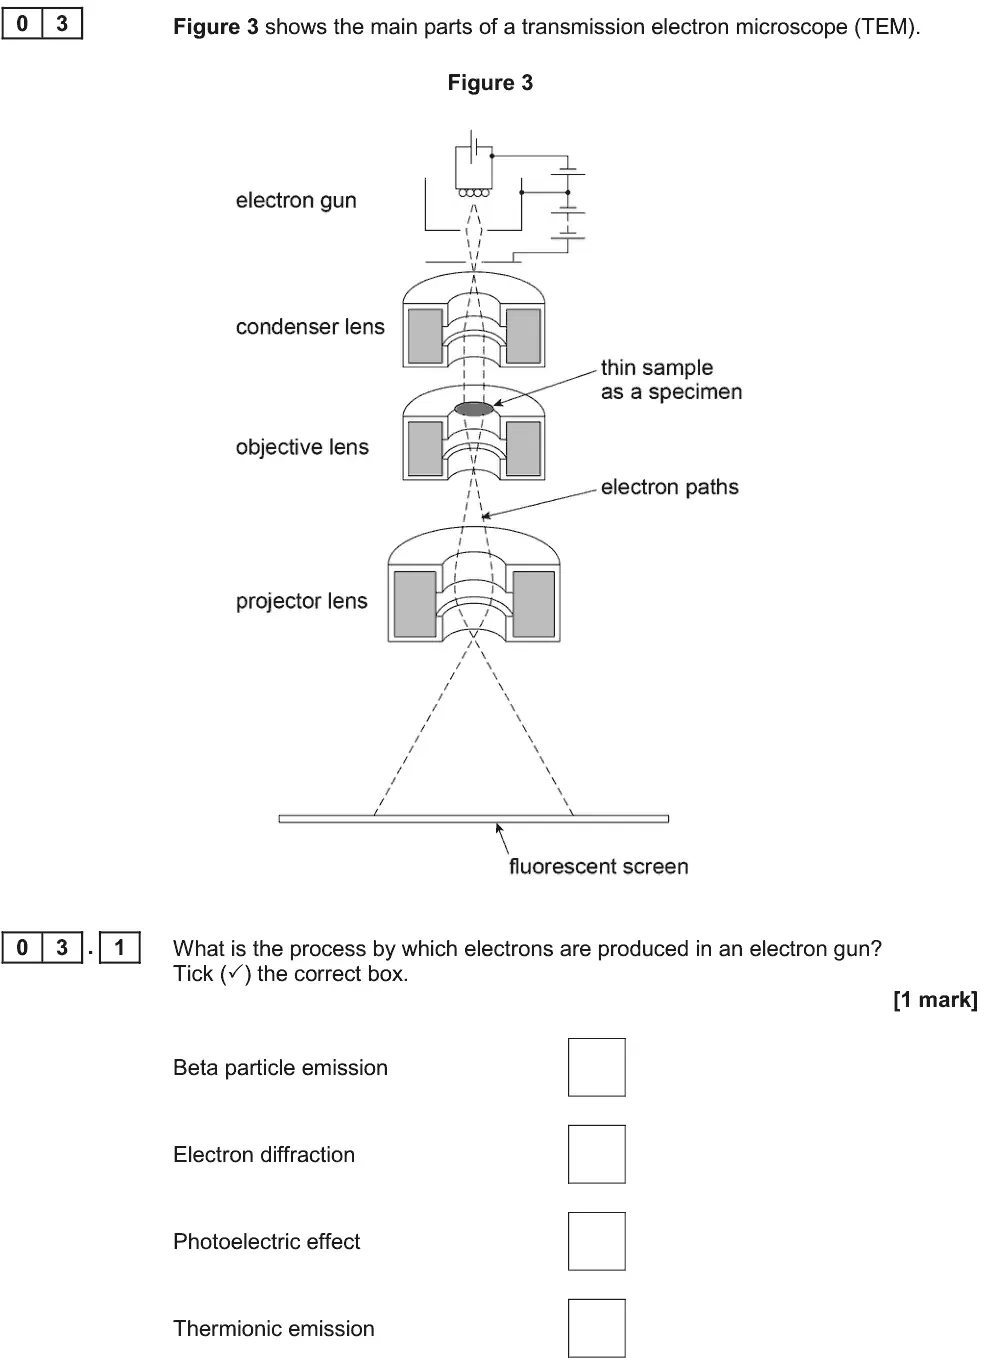 0 3 Figure 3 shows the main parts of a transmission electron microscope (TEM).
Figure 3
electron gun
condenser lens
thin sample
as a specimen
objective lens
electron paths
projector lens
fluorescent screen
0 3 . 1 What is the process by which electrons are produced in an electron gun?
Tick (✓) the correct box.
[1 mark]
Beta particle emission
Electron diffraction
Photoelectric effect
Thermionic emission